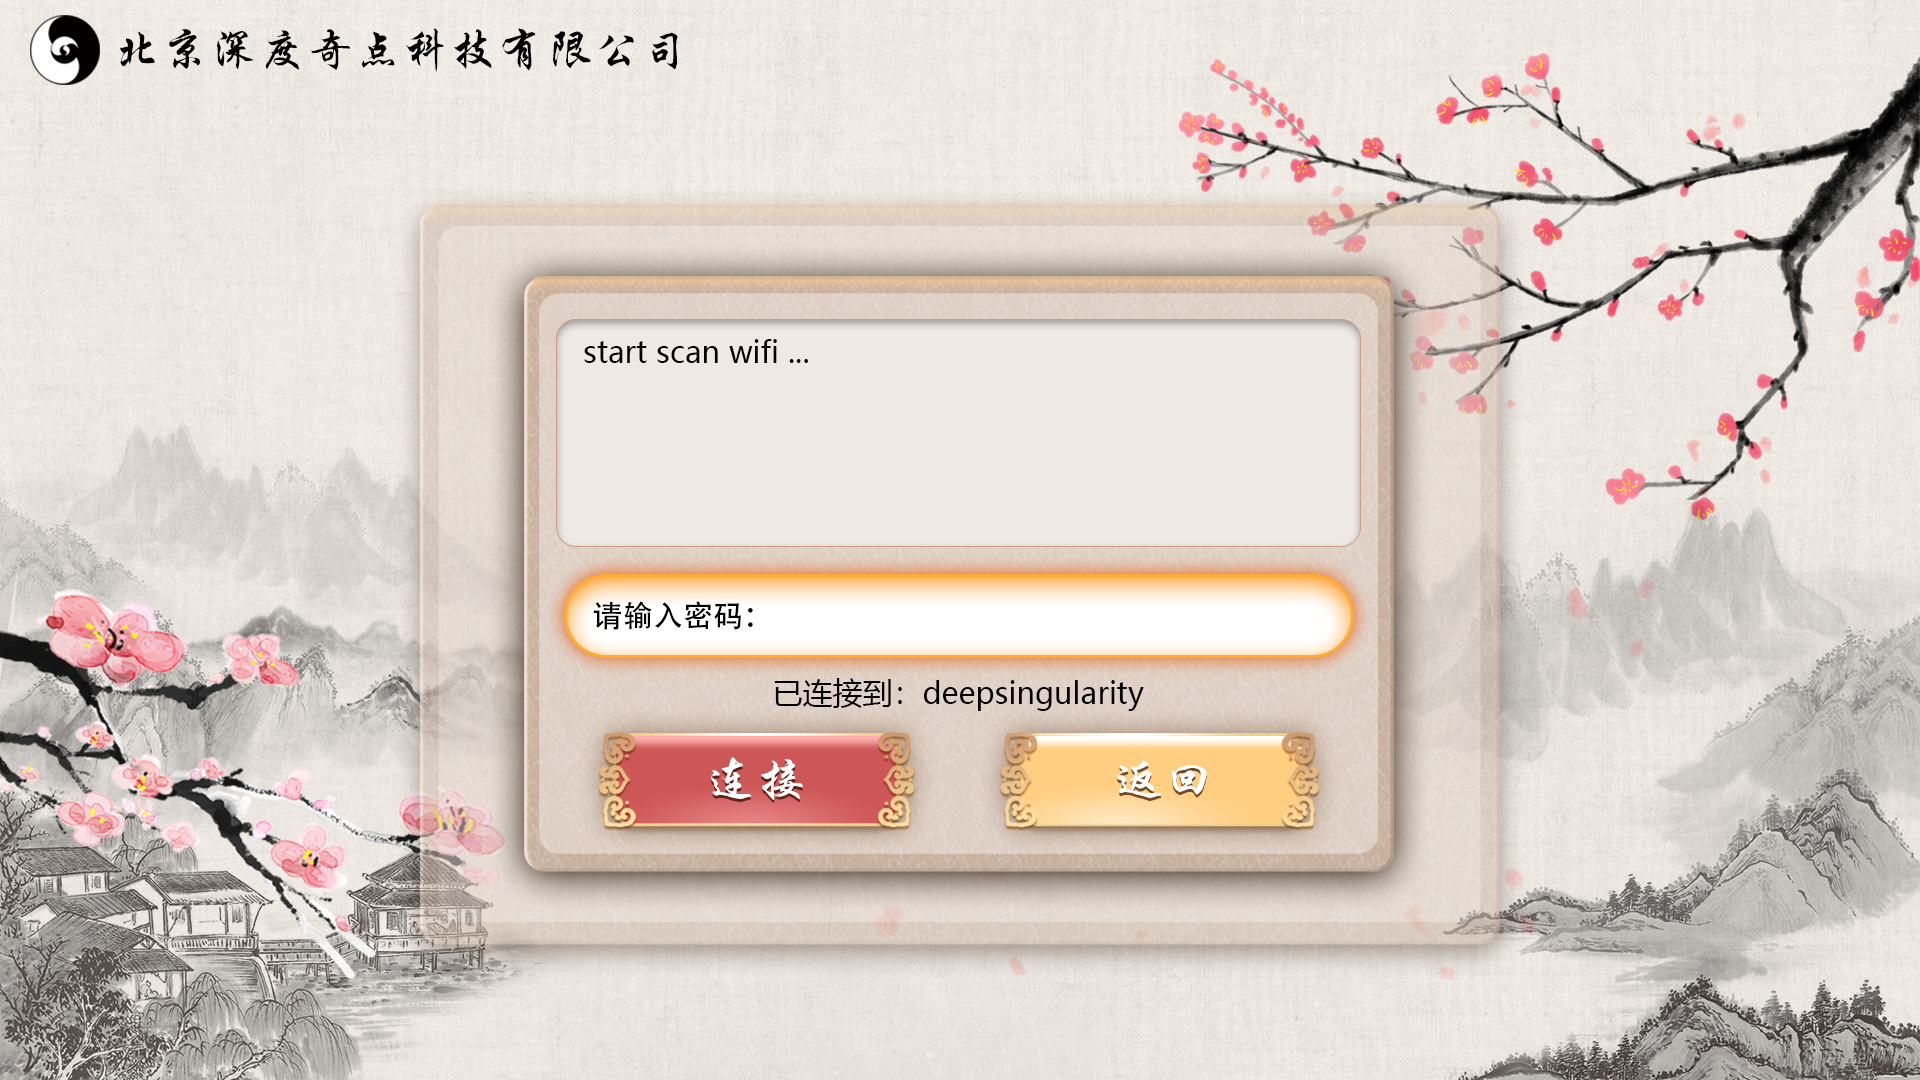 北京深度奇点科技有限公司
start scan wifi ...
请输入密码：
已连接到：deepsingularity
连接
返回